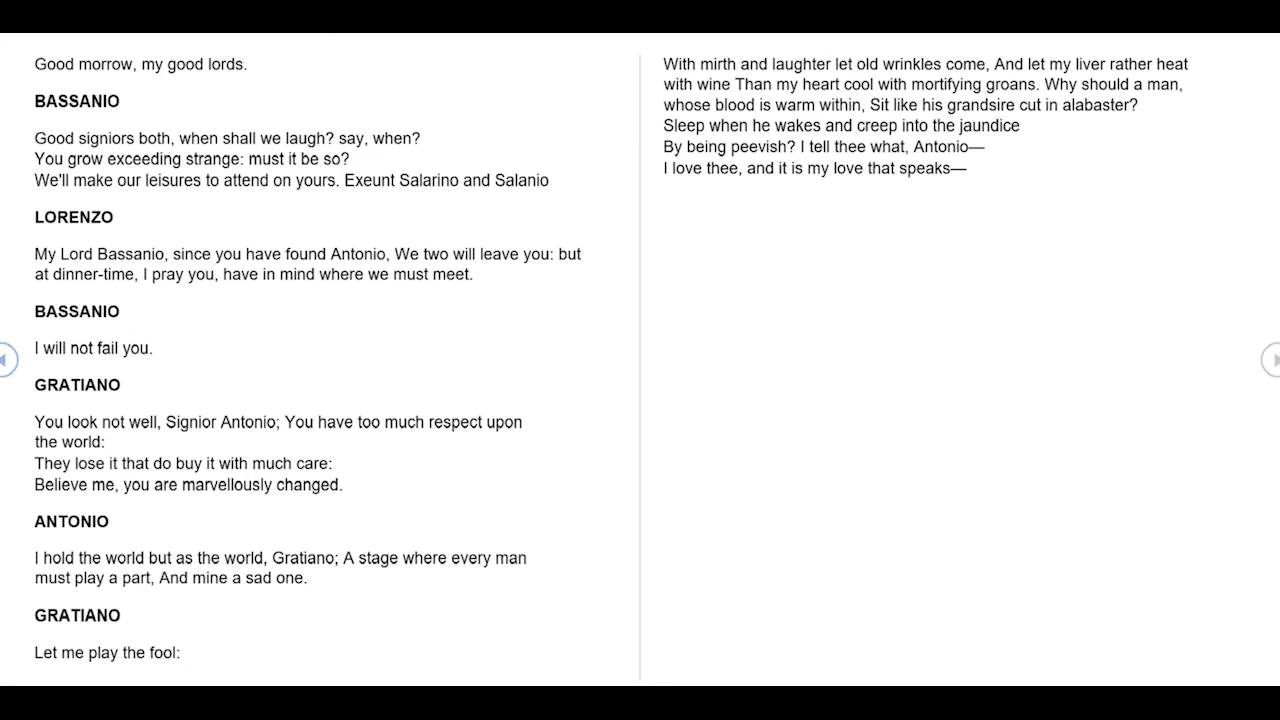 Good morrow, my good lords.
BASSANIO
Good signiors both, when shall we laugh? say, when?
You grow exceeding strange: must it be so?
We'll make our leisures to attend on yours. Exeunt Salarino and Salanio
LORENZO
My Lord Bassanio, since you have found Antonio, We two will leave you: but
at dinner-time, I pray you, have in mind where we must meet.
BASSANIO
I will not fail you.
GRATIANO
You look not well, Signior Antonio; You have too much respect upon
the world:
They lose it that do buy it with much care:
Believe me, you are marvellously changed.
ANTONIO
I hold the world but as the world, Gratiano; A stage where every man
must play a part, And mine a sad one.
GRATIANO
Let me play the fool:
With mirth and laughter let old wrinkles come, And let my liver rather heat
with wine Than my heart cool with mortifying groans. Why should a man,
whose blood is warm within, Sit like his grandsire cut in alabaster?
Sleep when he wakes and creep into the jaundice
By being peevish? I tell thee what, Antonio—
I love thee, and it is my love that speaks—